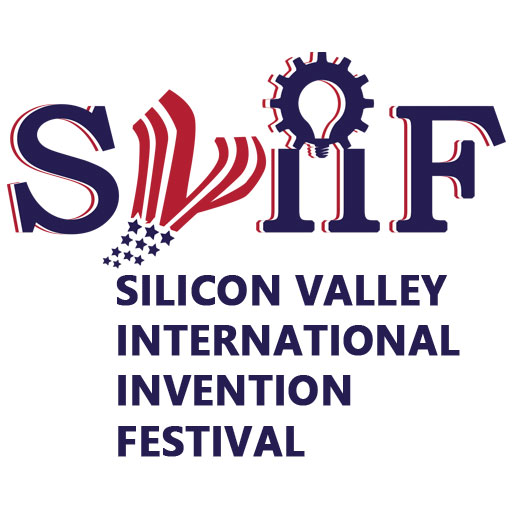 SViiF
SILICON VALLEY
INTERNATIONAL
INVENTION
FESTIVAL